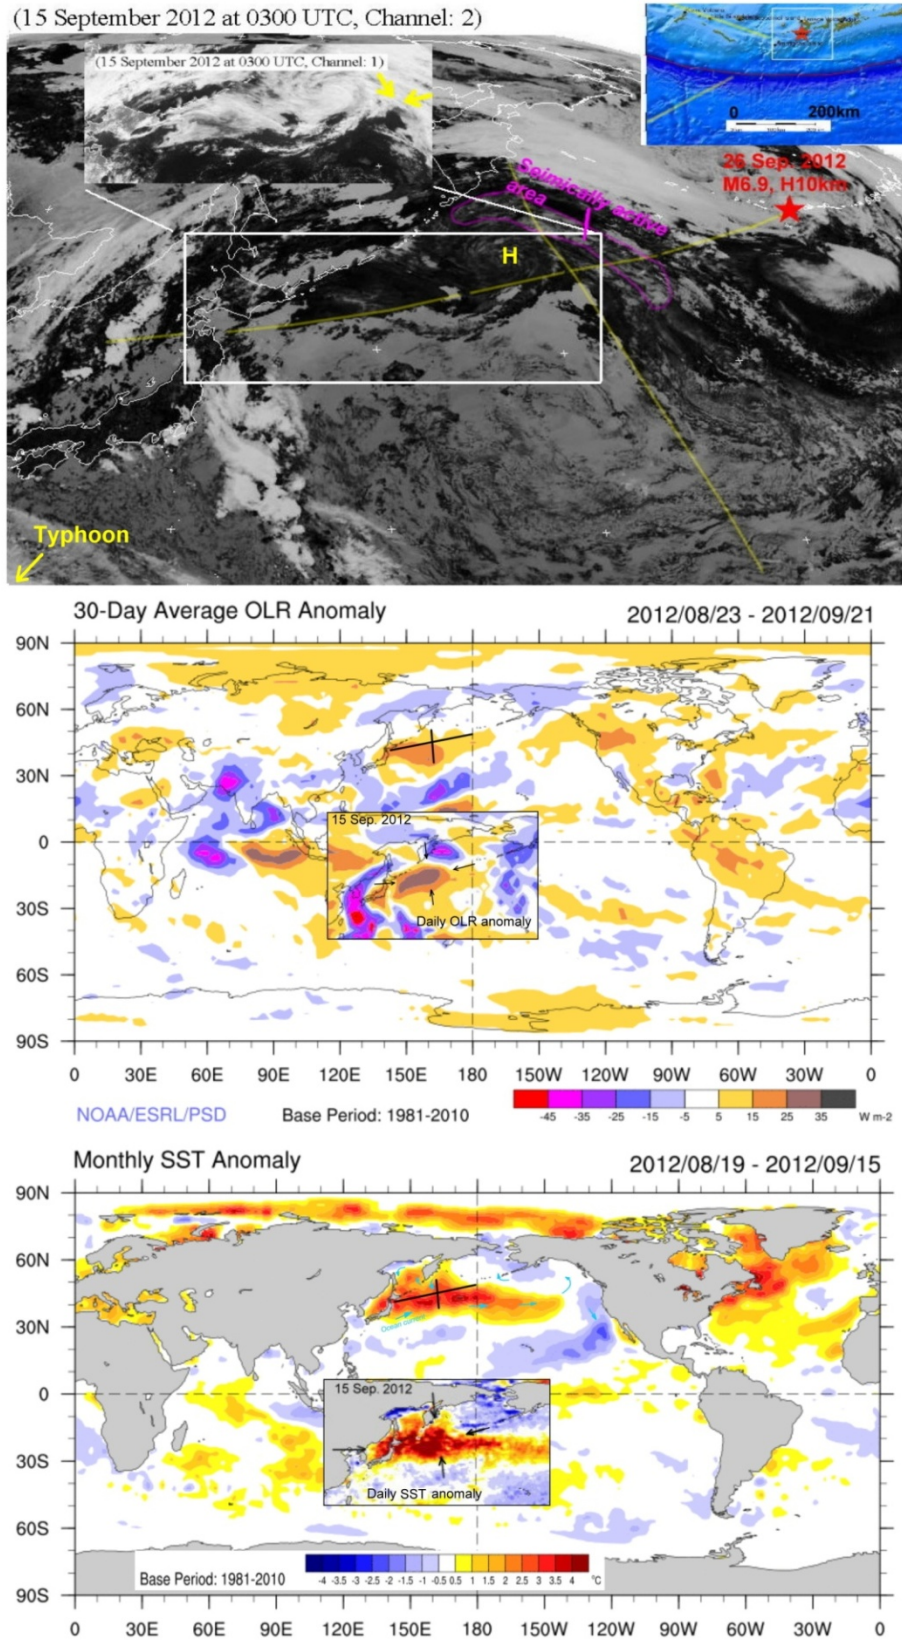 (15 September 2012 at 0300 UTC, Channel: 2)
(15 September 2012 at 0300 UTC, Channel: 1)
0 200km
26 Sep. 2012
M6.9, H10km
Seimically active
area
H
Typhoon
30-Day Average OLR Anomaly 2012/08/23 - 2012/09/21
90N
60N
30N
0
30S
60S
90S
15 Sep. 2012
Daily OLR anomaly
0 30E 60E 90E 120E 150E 180 150W 120W 90W 60W 30W 0
NOAA/ESRL/PSD Base Period: 1981-2010
-45 -35 -25 -15 -5 5 15 25 35 W m-2
Monthly SST Anomaly 2012/08/19 - 2012/09/15
90N
60N
30N
0
30S
60S
90S
Ocean current
15 Sep. 2012
Daily SST anomaly
Base Period: 1981-2010
-4 -3.5 -3 -2.5 -2 -1.5 -1 -0.5 0.5 1 1.5 2 2.5 3 3.5 4 °C
0 30E 60E 90E 120E 150E 180 150W 120W 90W 60W 30W 0